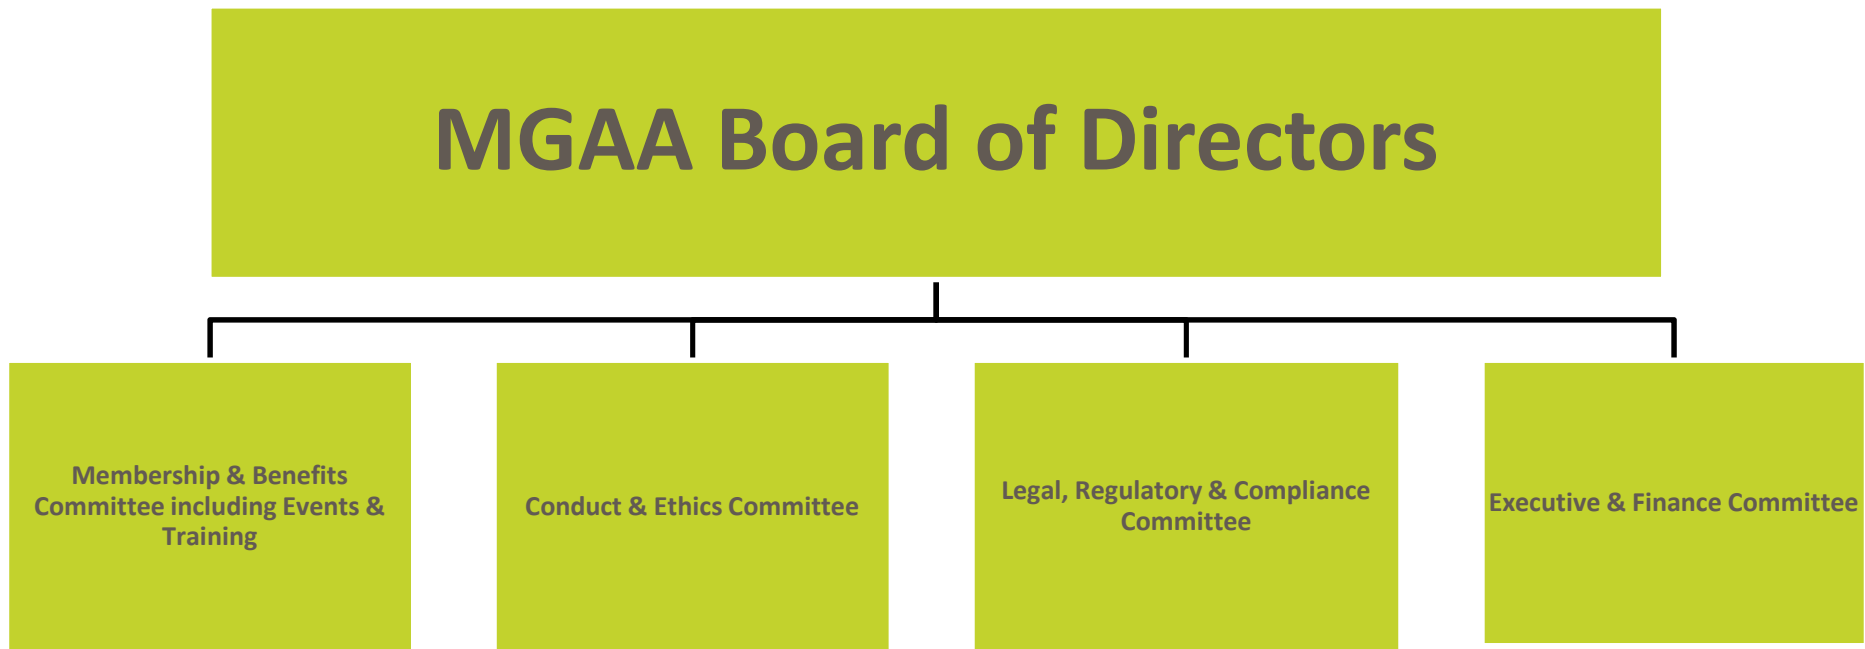 MGAA Board of Directors
Membership & Benefits
Committee including Events &
Training
Conduct & Ethics Committee
Legal, Regulatory & Compliance
Committee
Executive & Finance Committee